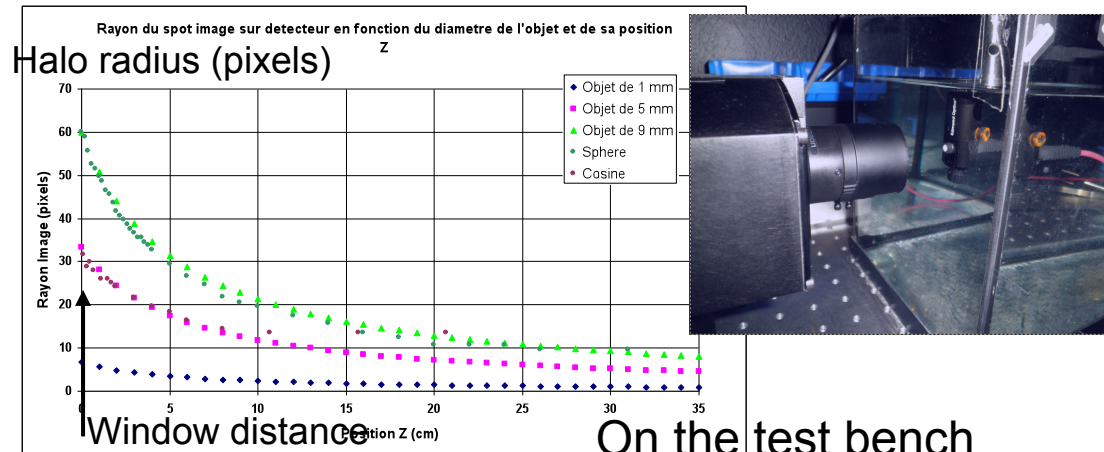 Rayon du spot image sur detecteur en fonction du diametre de l'objet et de sa position
Z
Halo radius (pixels)
Objet de 1 mm
Objet de 5 mm
Objet de 9 mm
Sphere
Cosine
Rayon Image (pixels)
70
60
50
40
30
20
10
0
0 5 10 15 20 25 30 35
Window distance
Position Z (cm)
On the test bench